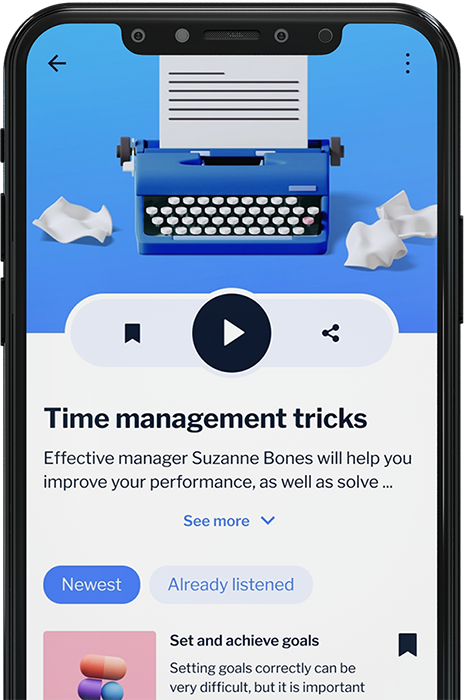 Time management tricks
Effective manager Suzanne Bones will help you
improve your performance, as well as solve ...
See more
Newest
Already listened
Set and achieve goals
Setting goals correctly can be
very difficult, but it is important